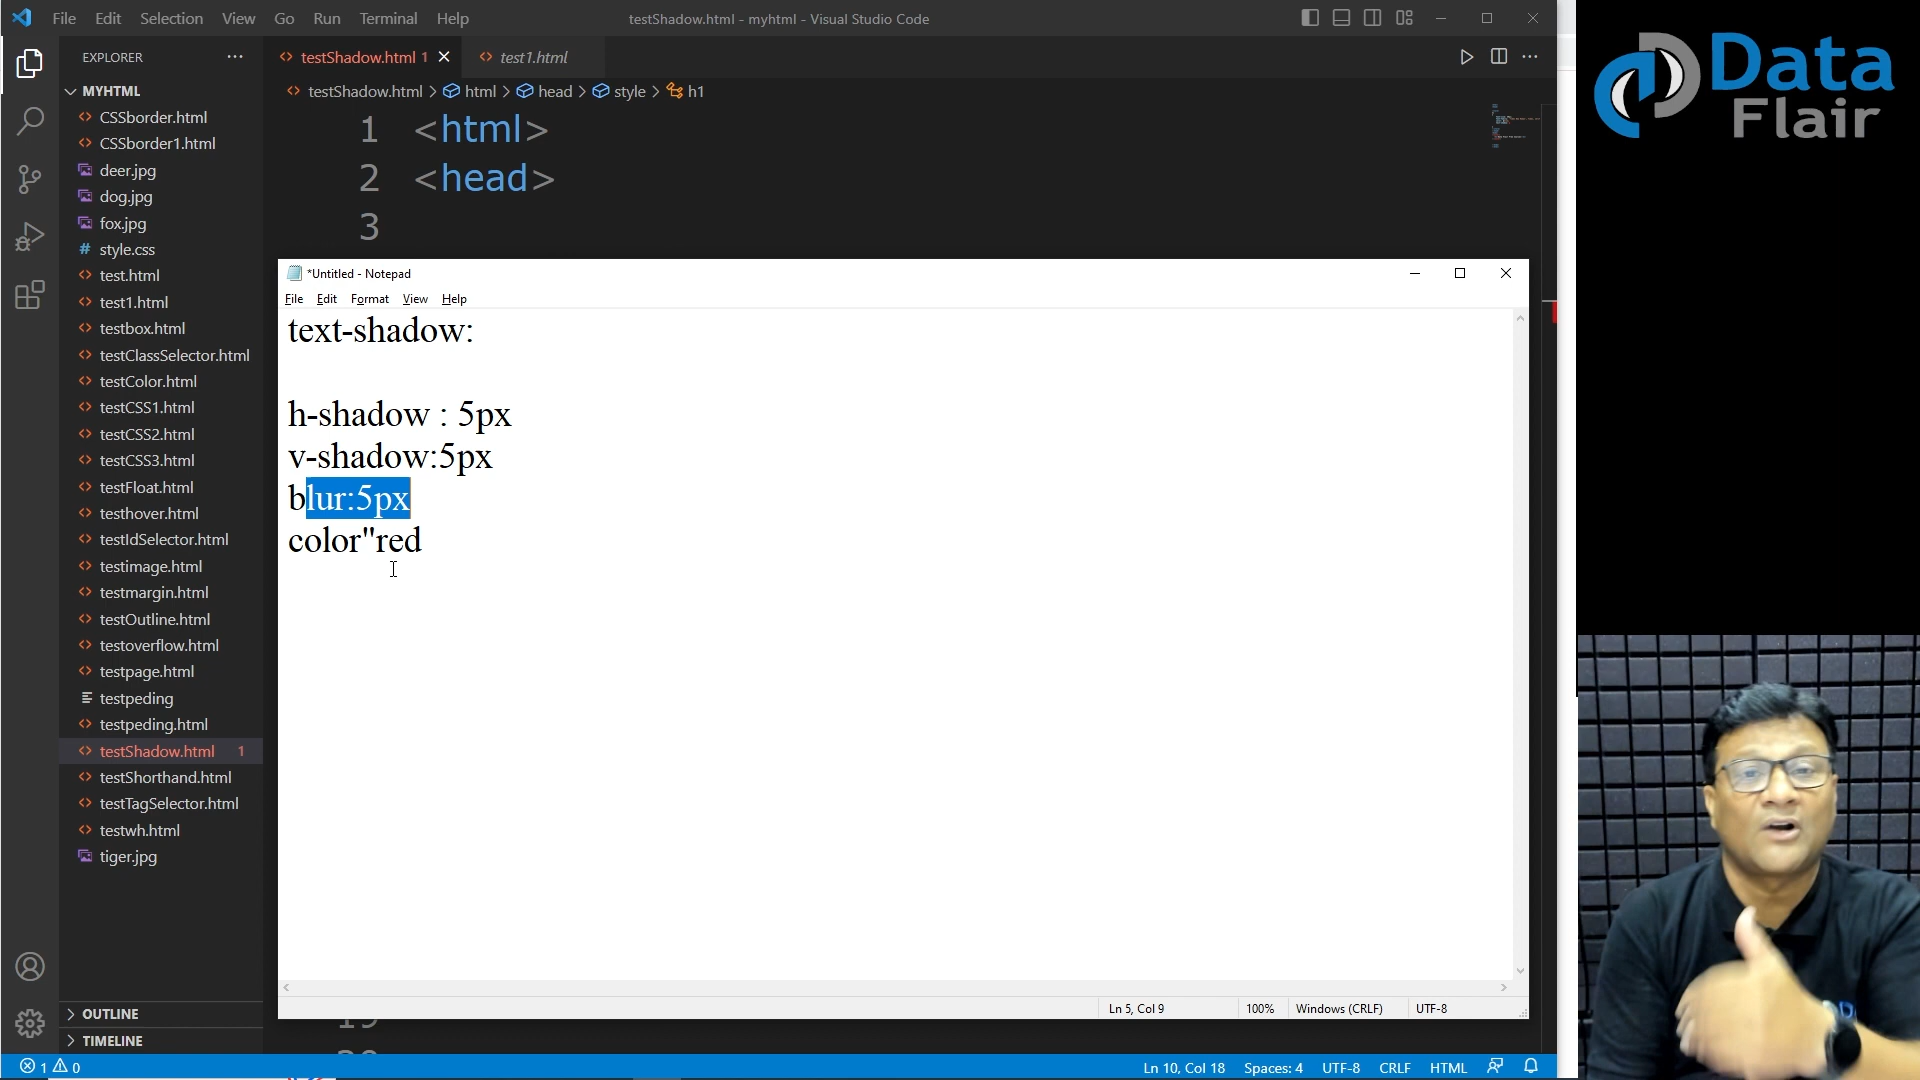 File Edit Selection View Go Run Terminal Help
testShadow.html - myhtml - Visual Studio Code
Data
Flair
EXPLORER
testShadow.html 1
test1.html
testShadow.html > html > head > style > h1
MYHTML
CSSborder.html
CSSborder1.html
deer.jpg
dog.jpg
fox.jpg
style.css
test.html
test1.html
testbox.html
testClassSelector.html
testColor.html
testCSS1.html
testCSS2.html
testCSS3.html
testFloat.html
testhover.html
testIdSelector.html
testimage.html
testmargin.html
testOutline.html
testoverflow.html
testpage.html
testpeding
testpeding.html
testShadow.html 1
testShorthand.html
testTagSelector.html
testwh.html
tiger.jpg
OUTLINE
TIMELINE
1 <html>
2 <head>
3
*Untitled - Notepad
File Edit Format View Help
text-shadow:
h-shadow : 5px
v-shadow:5px
blur:5px
color"red
Ln 5, Col 9 100% Windows (CRLF) UTF-8
19
20
1 0
Ln 10, Col 18 Spaces: 4 UTF-8 CRLF HTML